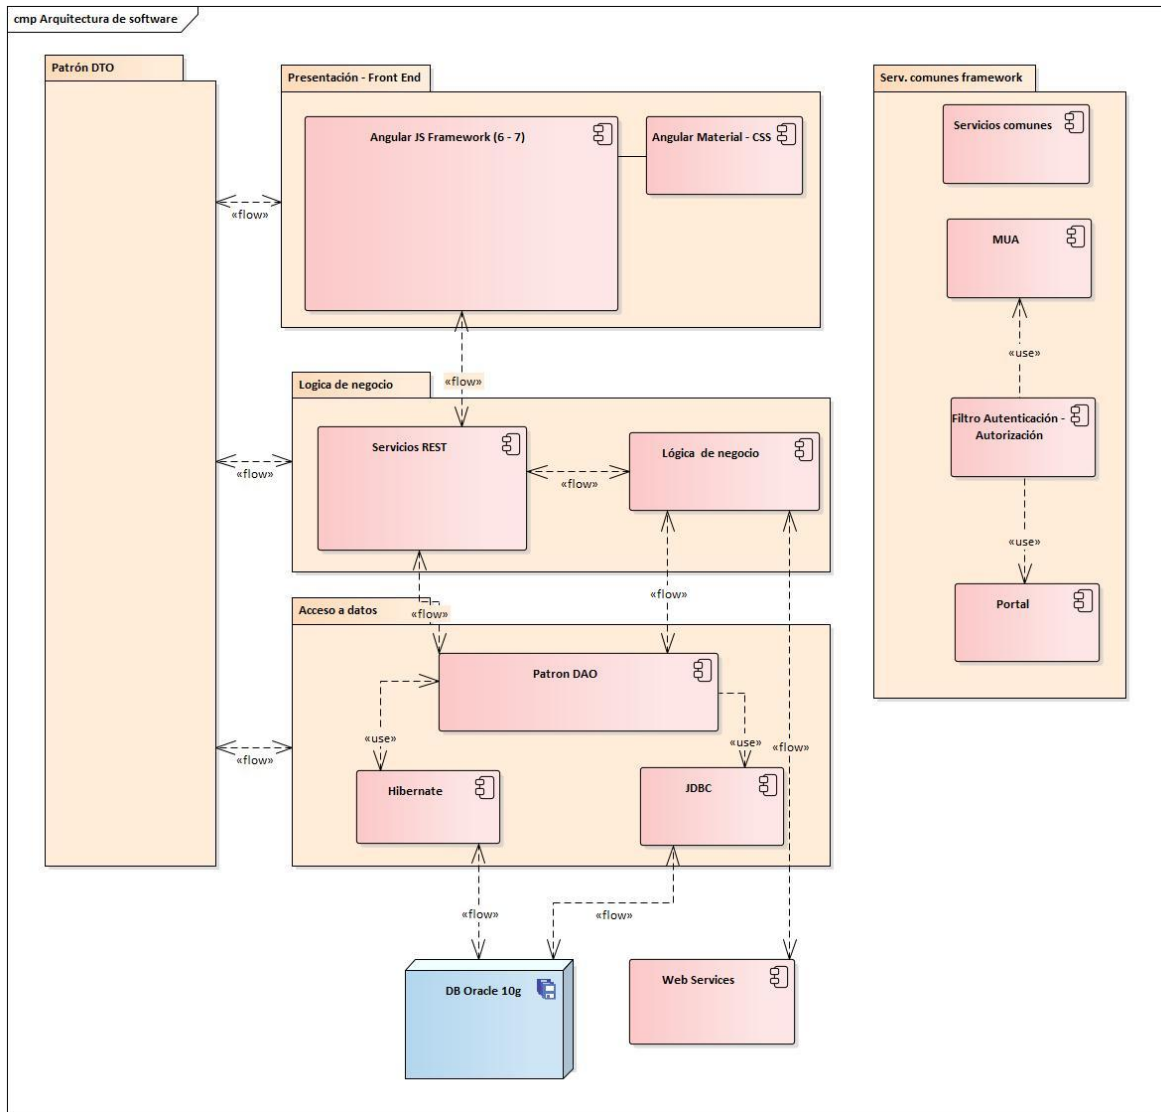 cmp Arquitectura de software
Patrón DTO
Presentación - Front End
Angular JS Framework (6 - 7)
Angular Material - CSS
«flow»
«flow»
Logica de negocio
Servicios REST
Lógica  de negocio
«flow»
«flow»
«flow»
«flow»
Acceso a datos
Patron DAO
«use»
«use»
«flow»
«flow»
Hibernate
JDBC
«flow»
«flow»
DB Oracle 10g
Web Services
Serv. comunes framework
Servicios comunes
MUA
«use»
Filtro Autenticación -
Autorización
«use»
Portal